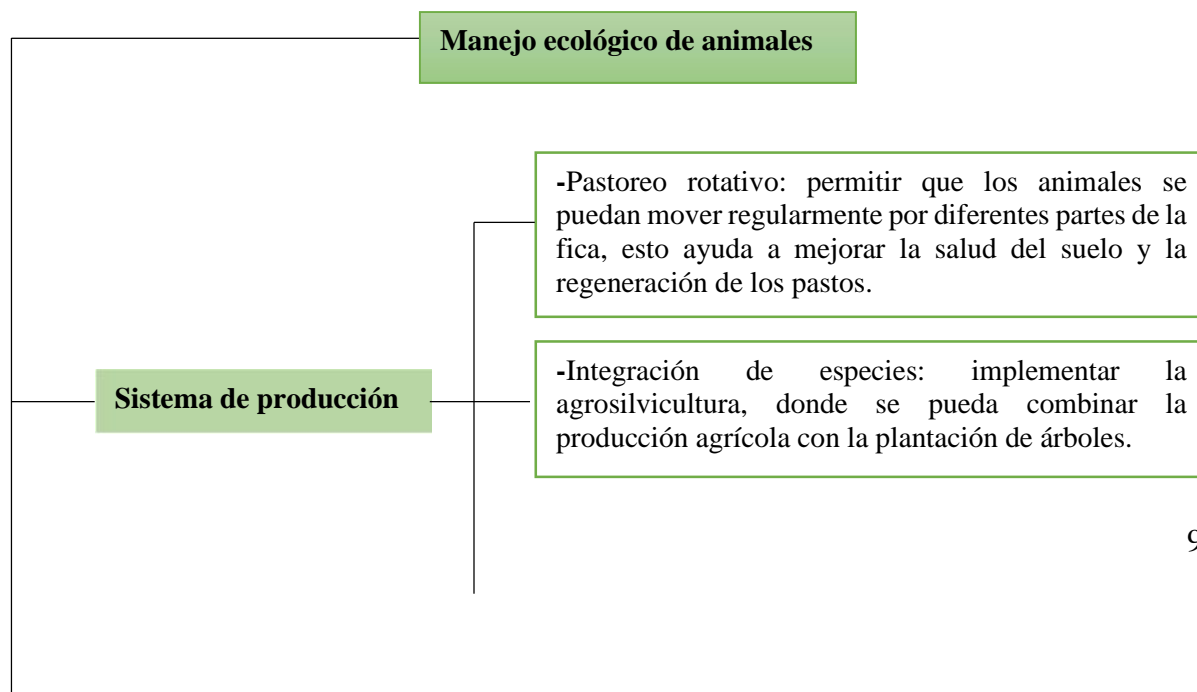 Manejo ecológico de animales
-Pastoreo rotativo: permitir que los animales se
puedan mover regularmente por diferentes partes de la
fica, esto ayuda a mejorar la salud del suelo y la
regeneración de los pastos.
Sistema de producción
-Integración de especies: implementar la
agrosilvicultura, donde se pueda combinar la
producción agrícola con la plantación de árboles.
9